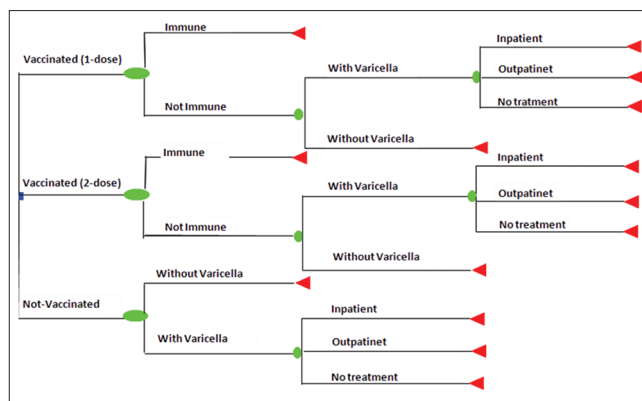 Immune
Inpatient
Vaccinated (1-dose)
With Varicella
Outpatinet
Not Immune
No tratment
Without Varicella
Immune
Inpatient
Vaccinated (2-dose)
With Varicella
Outpatinet
Not Immune
No treatment
Without Varicella
Without Varicella
Not-Vaccinated
Inpatient
With Varicella
Outpatinet
No treatment